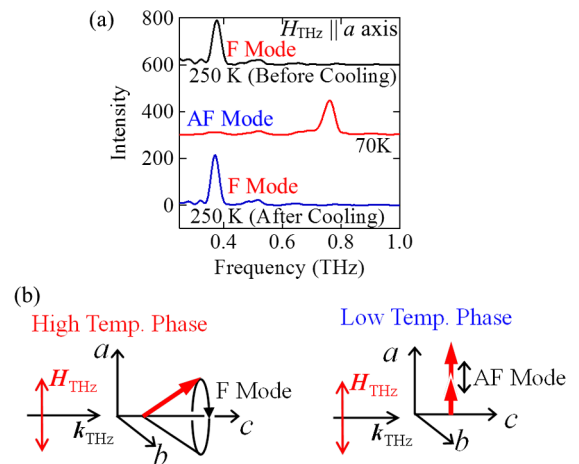 (a)
H_THz || a axis
800
F Mode
600
250 K (Before Cooling)
400
AF Mode
70K
200
F Mode
0
250 K (After Cooling)
Intensity
0.4 0.6 0.8 1.0
Frequency (THz)
(b)
High Temp. Phase
a
H_THz
F Mode
k_THz
b
c
Low Temp. Phase
a
H_THz
AF Mode
k_THz
b
c